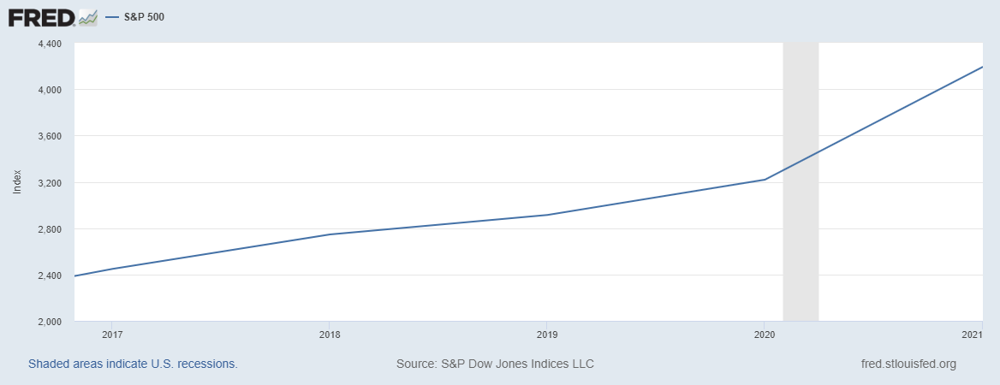 FRED
S&P 500
4,400
4,000
3,600
3,200
2,800
2,400
2,000
Index
2017 2018 2019 2020 2021
Shaded areas indicate U.S. recessions. Source: S&P Dow Jones Indices LLC fred.stlouisfed.org